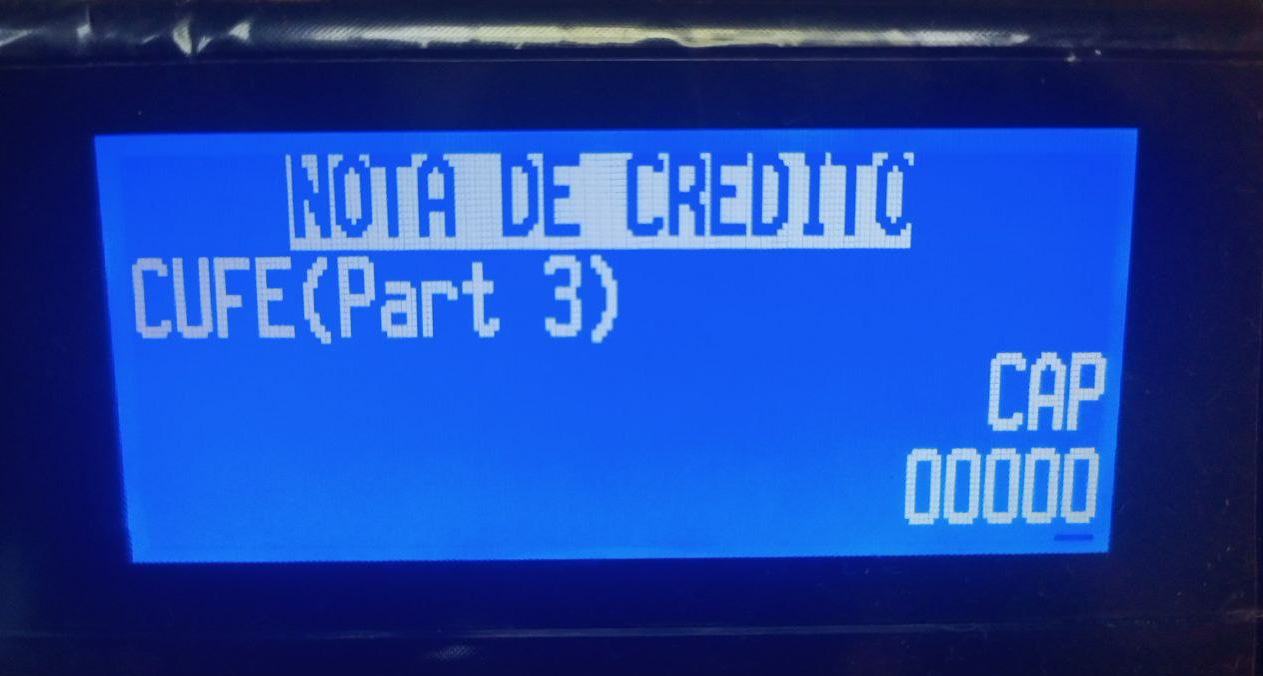 NOTA DE CREDITO
CUFE(Part 3)
CAP
00000